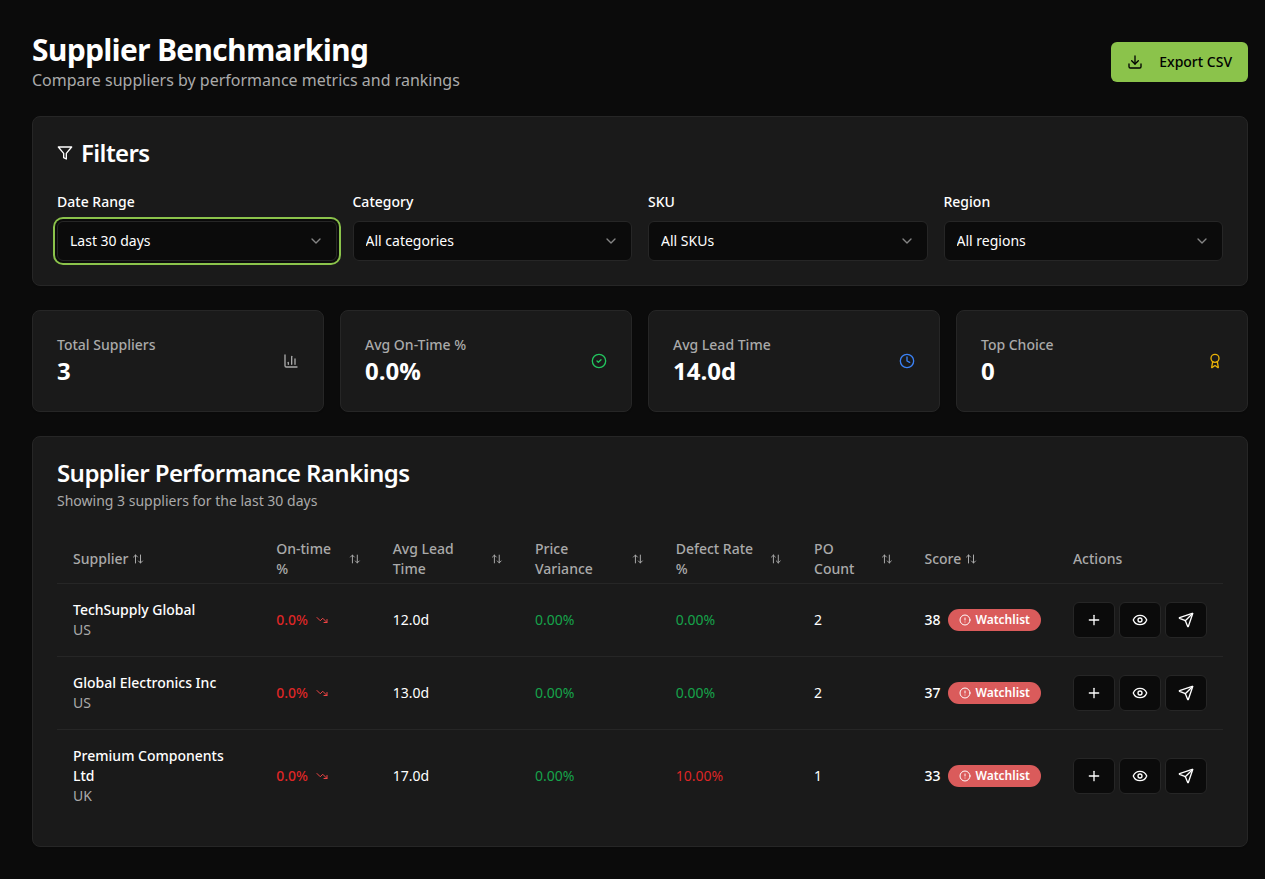 Supplier Benchmarking
Compare suppliers by performance metrics and rankings
Export CSV
Filters
Date Range
Category
SKU
Region
Last 30 days
All categories
All SKUs
All regions
Total Suppliers
3
Avg On-Time %
0.0%
Avg Lead Time
14.0d
Top Choice
0
Supplier Performance Rankings
Showing 3 suppliers for the last 30 days
Supplier On-time % Avg Lead Time Price Variance Defect Rate % PO Count Score Actions
TechSupply Global
US
0.0% 12.0d 0.00% 0.00% 2 38 Watchlist
Global Electronics Inc
US
0.0% 13.0d 0.00% 0.00% 2 37 Watchlist
Premium Components
Ltd
UK
0.0% 17.0d 0.00% 10.00% 1 33 Watchlist